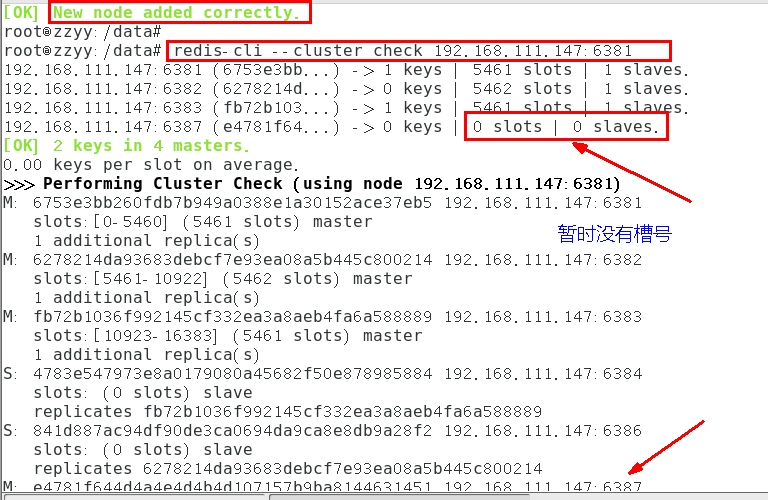 [OK] New node added correctly.
root@zzyy:/data#
root@zzyy:/data# redis-cli --cluster check 192.168.111.147:6381
192.168.111.147:6381 (6753e3bb...) -> 1 keys | 5461 slots | 1 slaves.
192.168.111.147:6382 (6278214d...) -> 0 keys | 5462 slots | 1 slaves.
192.168.111.147:6383 (fb72b103...) -> 1 keys | 5461 slots | 1 slaves.
192.168.111.147:6387 (e4781f64...) -> 0 keys | 0 slots | 0 slaves.
[OK] 2 keys in 4 masters.
0.00 keys per slot on average.
>>> Performing Cluster Check (using node 192.168.111.147:6381)
M: 6753e3bb260fdb7b949a0388e1a30152ace37eb5 192.168.111.147:6381
slots:[0-5460] (5461 slots) master
暂时没有槽号
1 additional replica(s)
M: 6278214da93683debcf7e93ea08a5b445c800214 192.168.111.147:6382
slots:[5461-10922] (5462 slots) master
1 additional replica(s)
M: fb72b1036f992145cf332ea3a8aeb4fa6a588889 192.168.111.147:6383
slots:[10923-16383] (5461 slots) master
1 additional replica(s)
S: 4783e547973e8a0179080a45682f50e878985884 192.168.111.147:6384
slots: (0 slots) slave
replicates fb72b1036f992145cf332ea3a8aeb4fa6a588889
S: 841d887ac94df90de3ca0694da9ca8e8db9a28f2 192.168.111.147:6386
slots: (0 slots) slave
replicates 6278214da93683debcf7e93ea08a5b445c800214
M: e4781f644d4a4e4d4b4d107157b9ba8144631451 192.168.111.147:6387